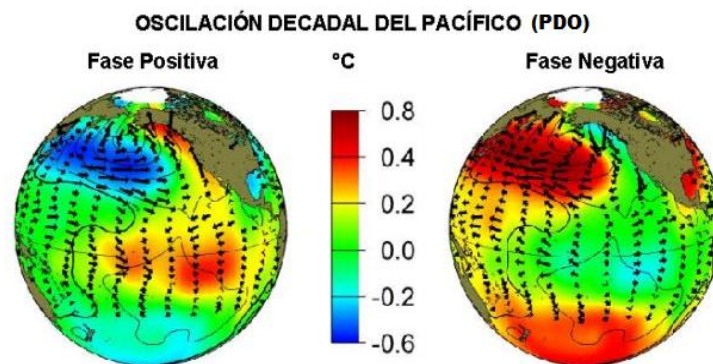 OSCILACIÓN DECADAL DEL PACÍFICO (PDO)
Fase Positiva
°C
Fase Negativa
0.8
0.4
0.2
0.0
-0.2
-0.6